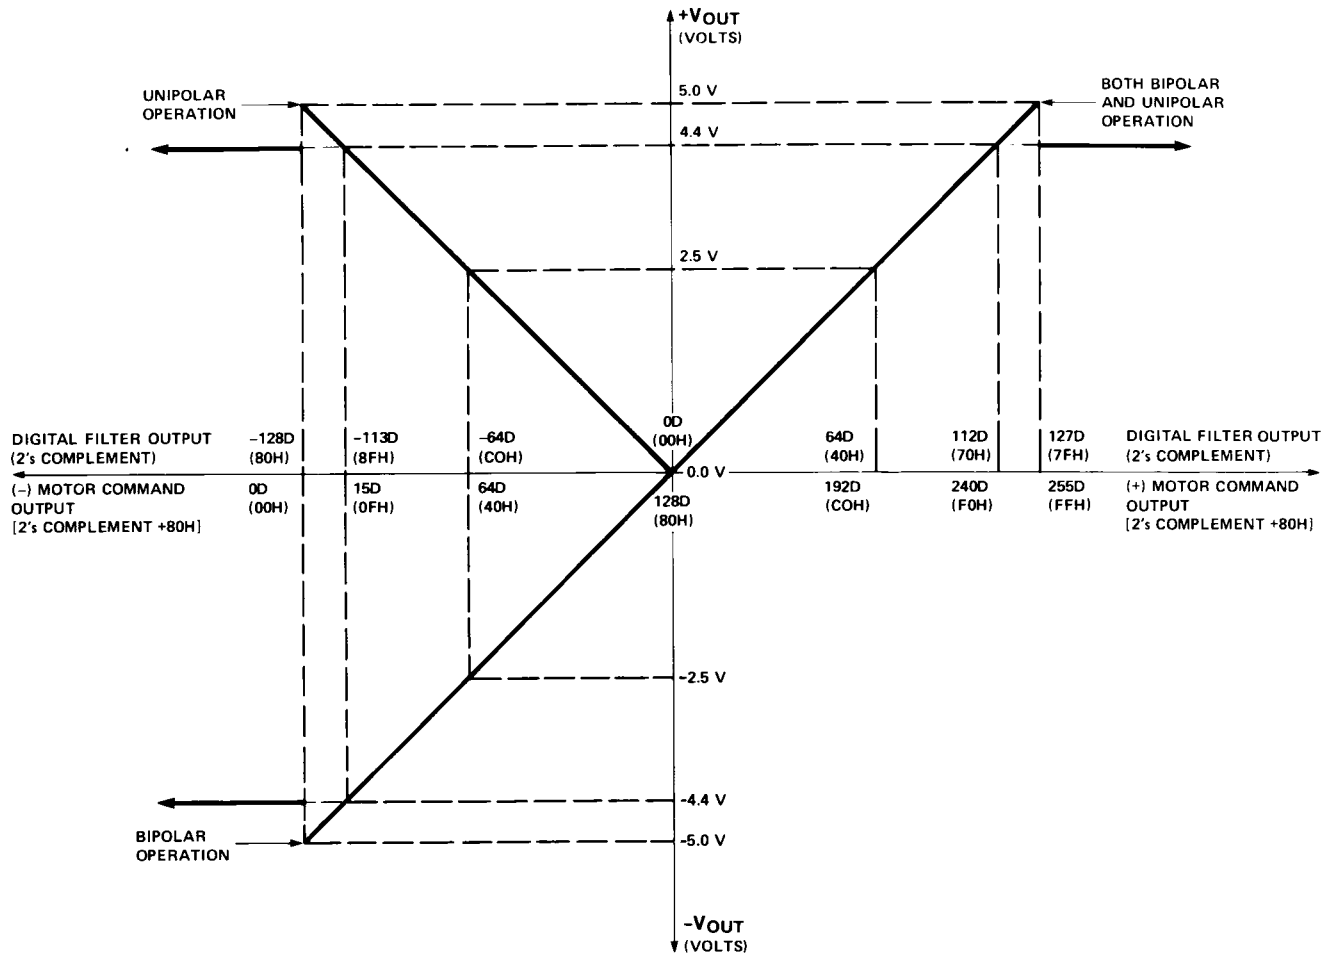 +VOUT
(VOLTS)
UNIPOLAR
OPERATION
5.0 V
BOTH BIPOLAR
AND UNIPOLAR
OPERATION
4.4 V
2.5 V
0D
(00H)
DIGITAL FILTER OUTPUT
(2's COMPLEMENT)
-128D
(80H)
-113D
(8FH)
-64D
(COH)
64D
(40H)
112D
(70H)
127D
(7FH)
DIGITAL FILTER OUTPUT
(2's COMPLEMENT)
0.0 V
(-) MOTOR COMMAND
OUTPUT
[2's COMPLEMENT +80H]
0D
(00H)
15D
(0FH)
64D
(40H)
128D
(80H)
192D
(COH)
240D
(F0H)
255D
(FFH)
(+) MOTOR COMMAND
OUTPUT
[2's COMPLEMENT +80H]
-2.5 V
-4.4 V
-5.0 V
BIPOLAR
OPERATION
-VOUT
(VOLTS)